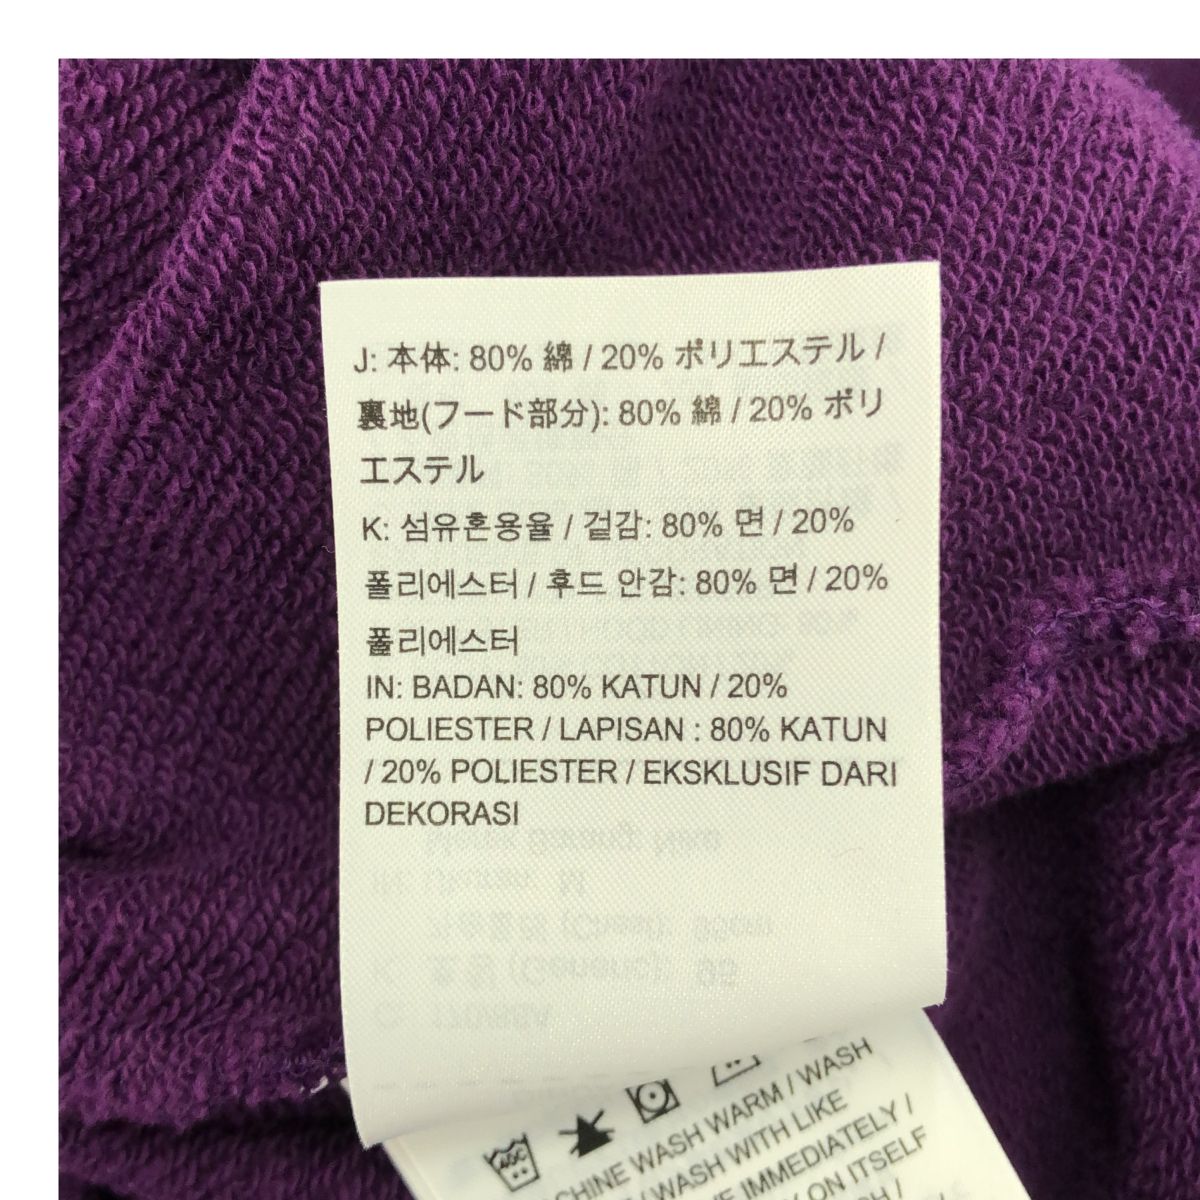 J: 本体: 80% 綿 / 20% ポリエステル /
裏地(フード部分): 80% 綿 / 20% ポリ
エステル
K: 섬유혼용율 / 겉감: 80% 면 / 20%
폴리에스터 / 후드 안감: 80% 면 / 20%
폴리에스터
IN: BADAN: 80% KATUN / 20%
POLIESTER / LAPISAN : 80% KATUN
/ 20% POLIESTER / EKSKLUSIF DARI
DEKORASI
40C
WASH WARM / WASH
WASH WITH LIKE
IMMEDIATELY /
ON ITSELF